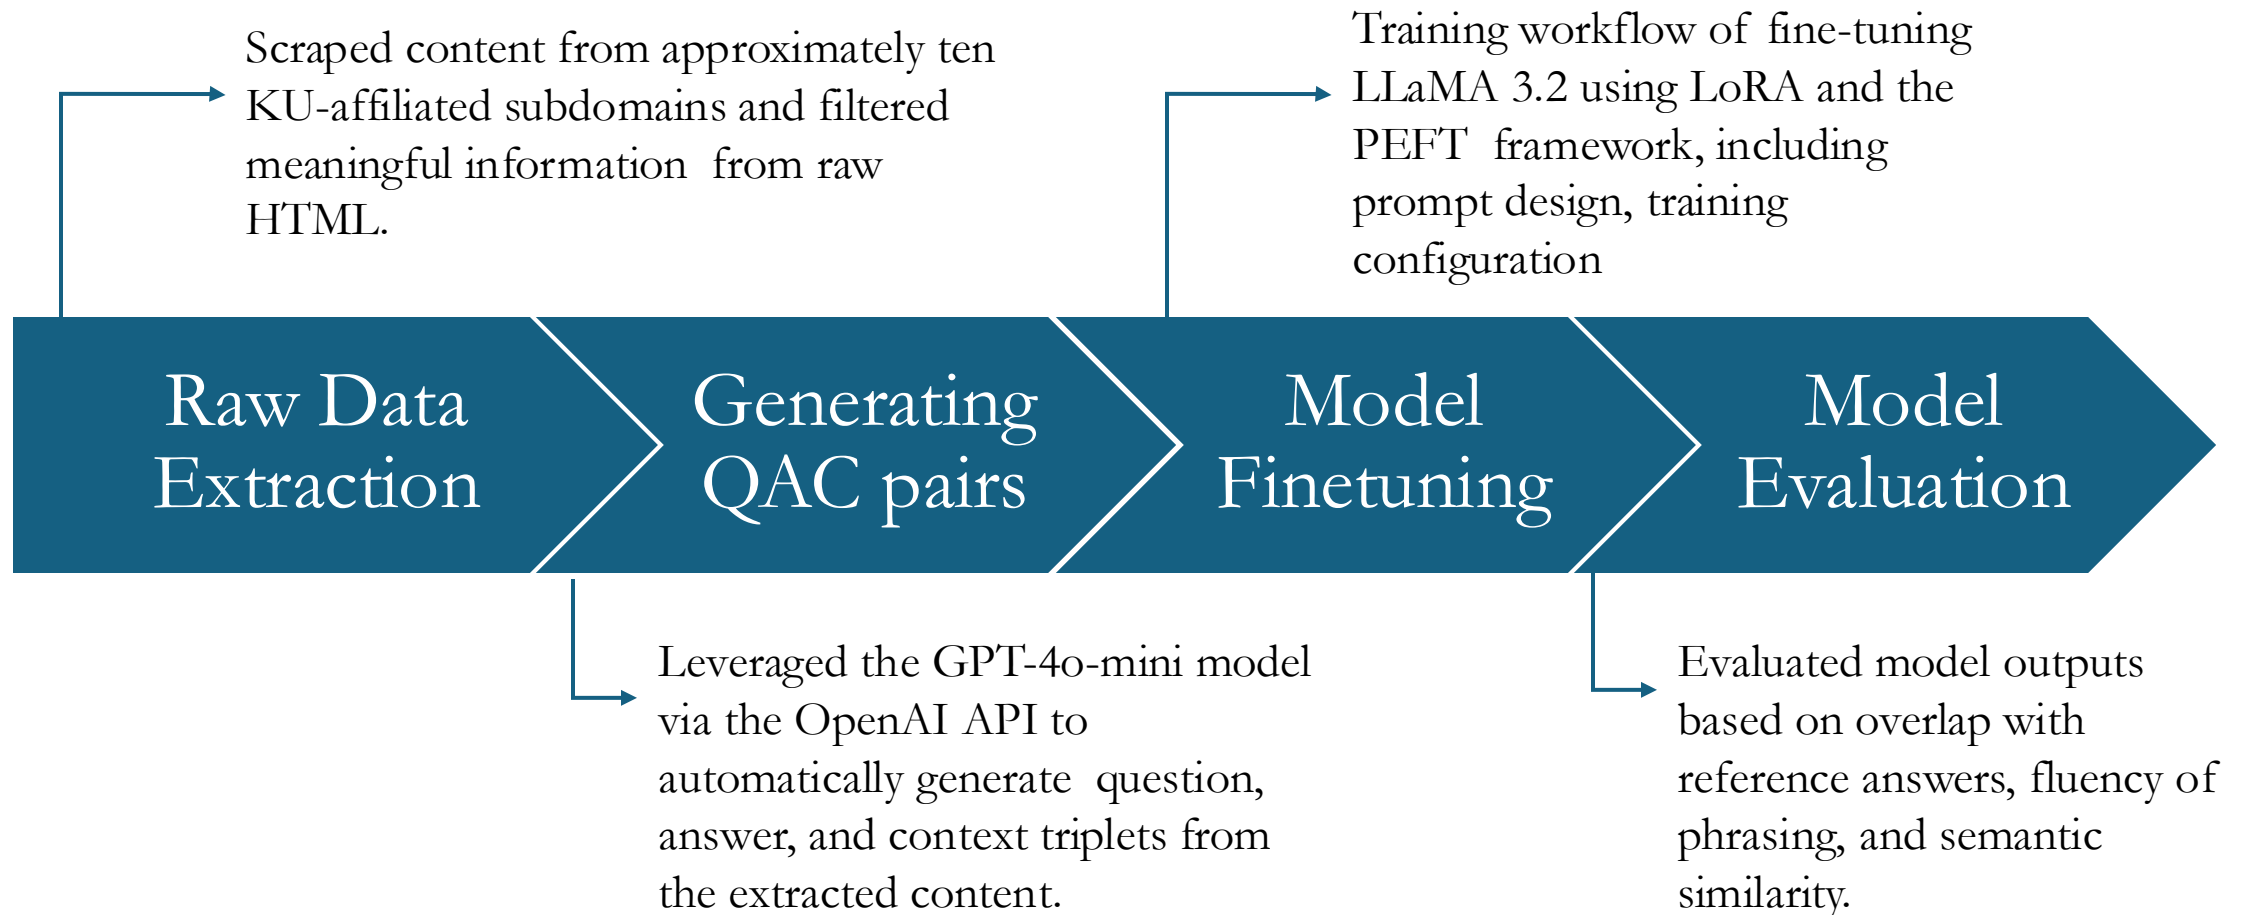 Scraped content from approximately ten
KU-affiliated subdomains and filtered
meaningful information from raw
HTML.
Training workflow of fine-tuning
LLaMA 3.2 using LoRA and the
PEFT framework, including
prompt design, training
configuration
Raw Data
Extraction
Generating
QAC pairs
Model
Finetuning
Model
Evaluation
Leveraged the GPT-4o-mini model
via the OpenAI API to
automatically generate question,
answer, and context triplets from
the extracted content.
Evaluated model outputs
based on overlap with
reference answers, fluency of
phrasing, and semantic
similarity.